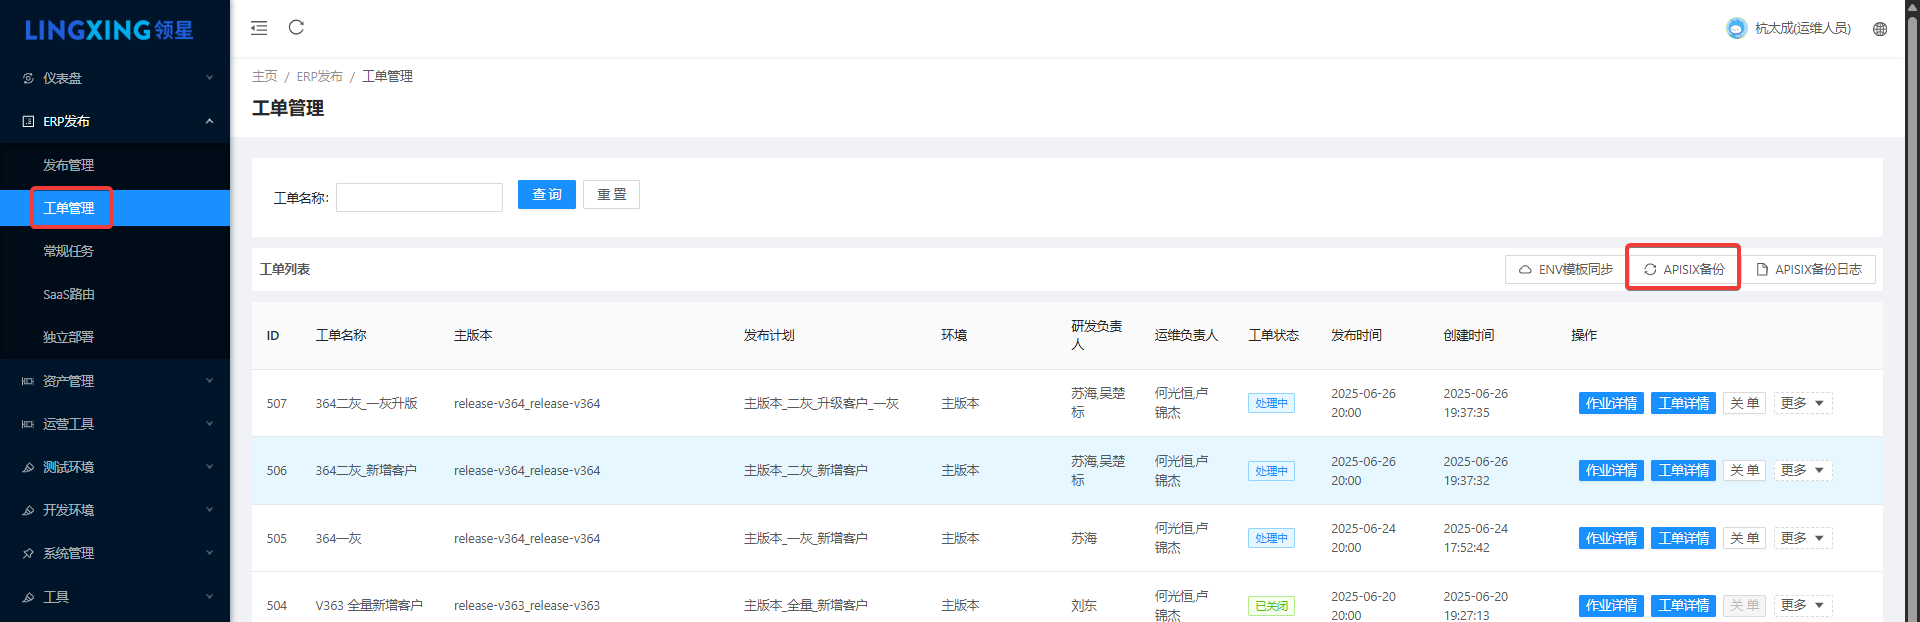 LINGXING领星
杭太成(运维人员)
仪表盘
ERP发布
发布管理
工单管理
常规任务
SaaS路由
独立部署
资产管理
运营工具
测试环境
开发环境
系统管理
工具
主页 / ERP发布 / 工单管理
工单管理
工单名称:
查 询
重 置
工单列表
ENV模板同步
APISIX备份
APISIX备份日志
ID 工单名称 主版本 发布计划 环境 研发负责人 运维负责人 工单状态 发布时间 创建时间 操作
507 364二灰_一灰升版 release-v364_release-v364 主版本_二灰_升级客户_一灰 主版本 苏海,吴楚标 何光恒,卢锦杰 处理中 2025-06-26 20:00 2025-06-26 19:37:35 作业详情 工单详情 关 单 更多
506 364二灰_新增客户 release-v364_release-v364 主版本_二灰_新增客户 主版本 苏海,吴楚标 何光恒,卢锦杰 处理中 2025-06-26 20:00 2025-06-26 19:37:32 作业详情 工单详情 关 单 更多
505 364一灰 release-v364_release-v364 主版本_一灰_新增客户 主版本 苏海 何光恒,卢锦杰 处理中 2025-06-24 20:00 2025-06-24 17:52:42 作业详情 工单详情 关 单 更多
504 V363 全量新增客户 release-v363_release-v363 主版本_全量_新增客户 主版本 刘东 何光恒,卢锦杰 已关闭 2025-06-20 20:00 2025-06-20 19:27:13 作业详情 工单详情 关 单 更多